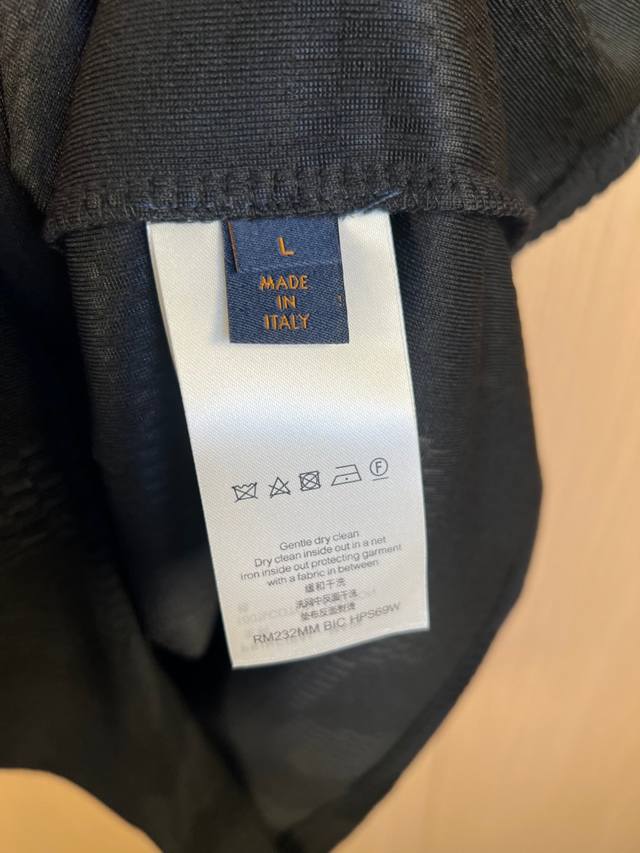 L
MADE
IN
ITALY
F
Gentle dry clean
Dry clean inside out in a net
Iron inside out protecting garment
with a fabric in between
缓和干洗
洗网中反面干洗
垫布反面熨烫
RM232MM BIC HPS69W